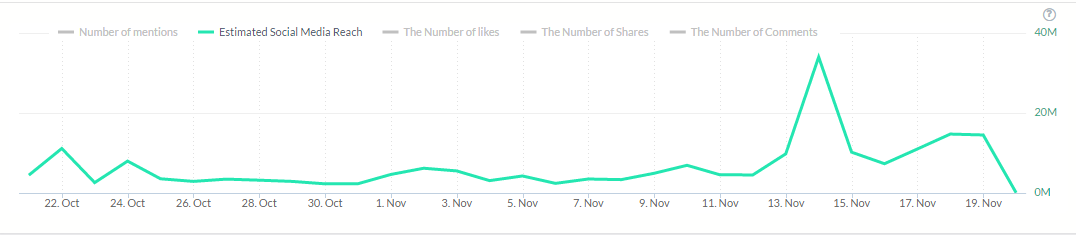 Number of mentions Estimated Social Media Reach The Number of likes The Number of Shares The Number of Comments
?
40M
20M
0M
22. Oct 24. Oct 26. Oct 28. Oct 30. Oct 1. Nov 3. Nov 5. Nov 7. Nov 9. Nov 11. Nov 13. Nov 15. Nov 17. Nov 19. Nov